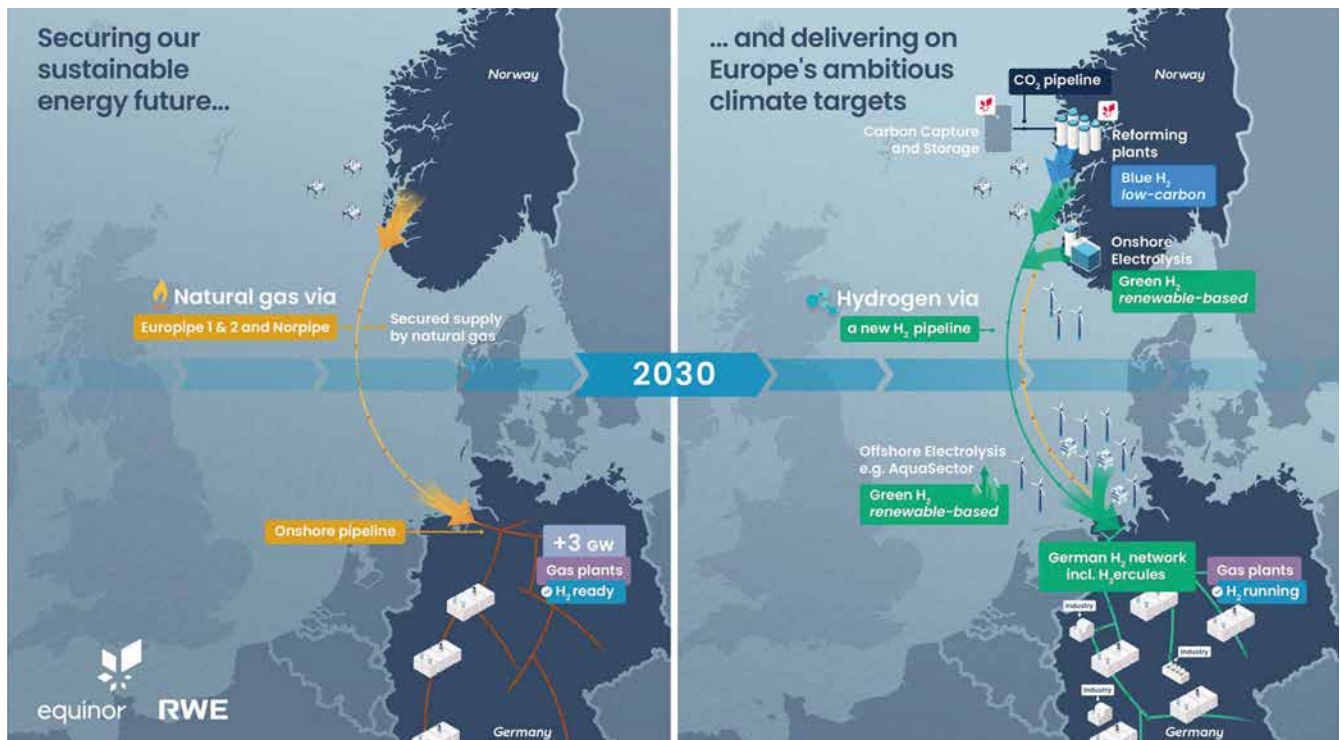 Securing our
sustainable
energy future...
Norway
Natural gas via
Europipe 1 & 2 and Norpipe
Secured supply
by natural gas
Onshore pipeline
+3 GW
Gas plants
H₂ ready
Germany
equinor
RWE
2030
... and delivering on
Europe's ambitious
climate targets
CO₂ pipeline
Norway
Carbon Capture
and Storage
Reforming
plants
Blue H₂
low-carbon
Onshore
Electrolysis
Green H₂
renewable-based
Hydrogen via
a new H₂ pipeline
Offshore Electrolysis
e.g. AquaSector
Green H₂
renewable-based
German H₂ network
incl. H₂ercules
Gas plants
H₂ running
Industry
Industry
Industry
Germany